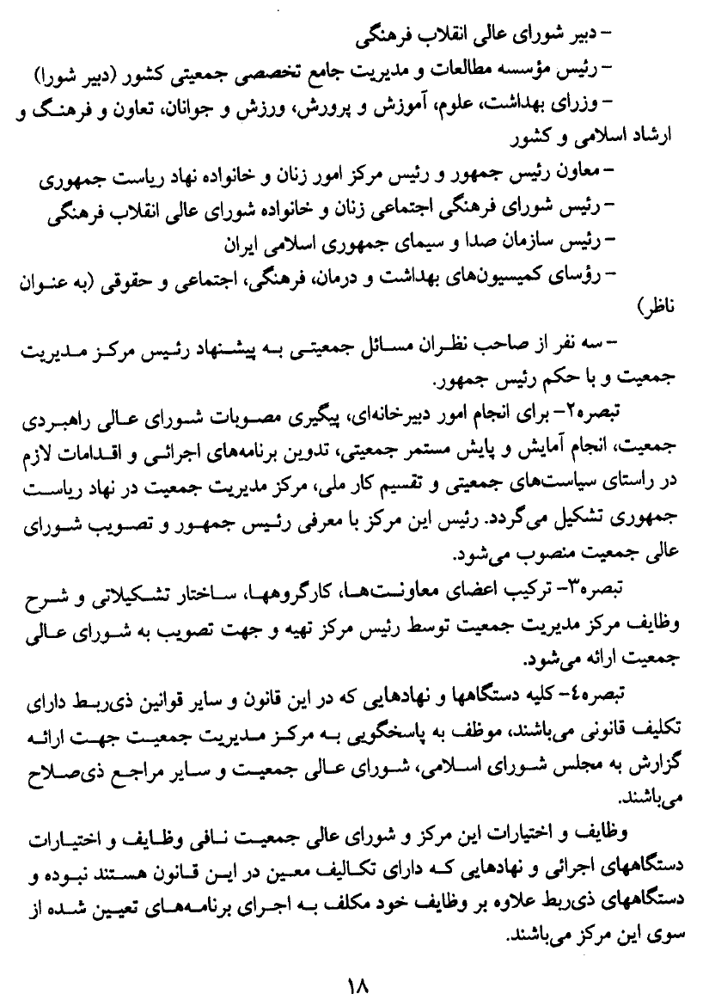 - دبیر شورای عالی انقلاب فرهنگی
- رئیس مؤسسه مطالعات و مدیریت جامع تخصصی جمعیتی کشور (دبیر شورا)
- وزرای بهداشت، علوم، آموزش و پرورش، ورزش و جوانان، تعاون و فرهنگ و
ارشاد اسلامی و کشور
- معاون رئیس جمهور و رئیس مرکز امور زنان و خانواده نهاد ریاست جمهوری
- رئیس شورای فرهنگی اجتماعی زنان و خانواده شورای عالی انقلاب فرهنگی
- رئیس سازمان صدا و سیمای جمهوری اسلامی ایران
- رؤسای کمیسیون‌های بهداشت و درمان، فرهنگی، اجتماعی و حقوقی (به عنوان
ناظر)
- سه نفر از صاحب نظران مسائل جمعیتی به پیشنهاد رئیس مرکز مدیریت
جمعیت و با حکم رئیس جمهور.
تبصره۲- برای انجام امور دبیرخانه‌ای، پیگیری مصوبات شورای عالی راهبردی
جمعیت، انجام آمایش و پایش مستمر جمعیتی، تدوین برنامه‌های اجرائی و اقدامات لازم
در راستای سیاست‌های جمعیتی و تقسیم کار ملی، مرکز مدیریت جمعیت در نهاد ریاست
جمهوری تشکیل می‌گردد. رئیس این مرکز با معرفی رئیس جمهور و تصویب شورای
عالی جمعیت منصوب می‌شود.
تبصره۳- ترکیب اعضای معاونت‌ها، کارگروهها، ساختار تشکیلاتی و شرح
وظایف مرکز مدیریت جمعیت توسط رئیس مرکز تهیه و جهت تصویب به شورای عالی
جمعیت ارائه می‌شود.
تبصره٤- کلیه دستگاهها و نهادهایی که در این قانون و سایر قوانین ذی‌ربط دارای
تکلیف قانونی می‌باشند، موظف به پاسخگویی به مرکز مدیریت جمعیت جهت ارائه
گزارش به مجلس شورای اسلامی، شورای عالی جمعیت و سایر مراجع ذی‌صلاح
می‌باشند.
وظایف و اختیارات این مرکز و شورای عالی جمعیت نافی وظایف و اختیارات
دستگاههای اجرائی و نهادهایی که دارای تکالیف معین در این قانون هستند نبوده و
دستگاههای ذی‌ربط علاوه بر وظایف خود مکلف به اجرای برنامه‌های تعیین شده از
سوی این مرکز می‌باشند.
۱۸